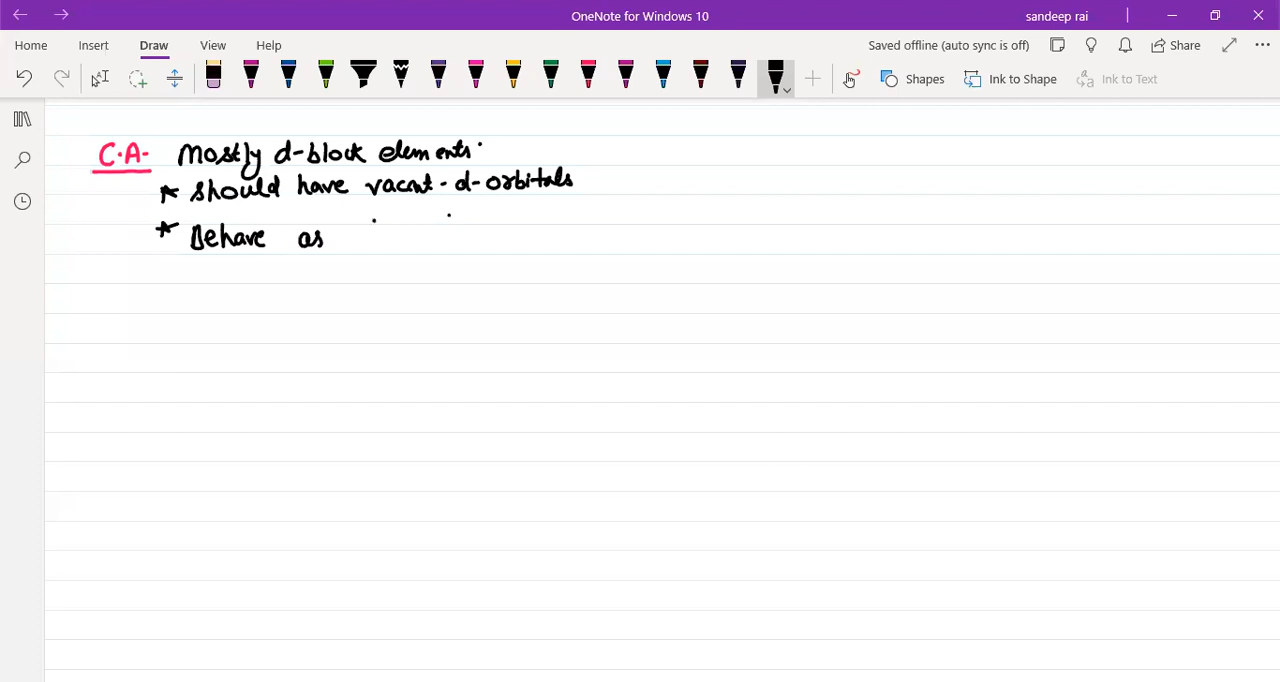 OneNote for Windows 10
sandeep rai
Home Insert Draw View Help
Saved offline (auto sync is off)
Share
Shapes
Ink to Shape
Ink to Text
C.A. Mostly d-block elements.
* should have vacant d-orbitals
* Behave as